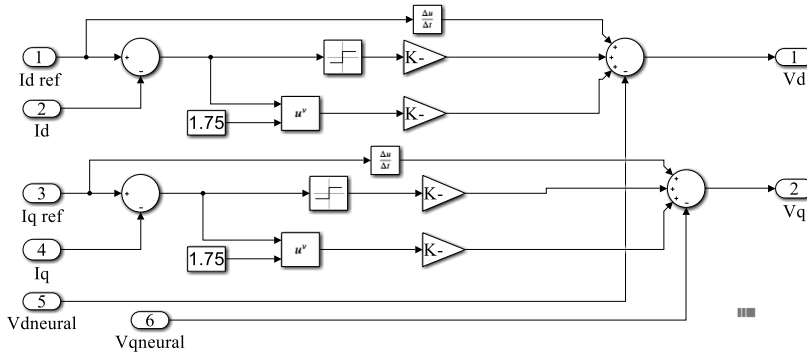 Δu
Δt
1
Id ref
K-
1
Vd
2
Id
1.75
u^v
K-
Δu
Δt
3
Iq ref
K-
2
Vq
4
Iq
1.75
u^v
K-
5
Vdneural
6
Vqneural